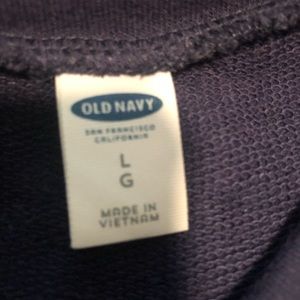 OLD NAVY
SAN FRANCISCO
CALIFORNIA
L
G
MADE IN
VIETNAM